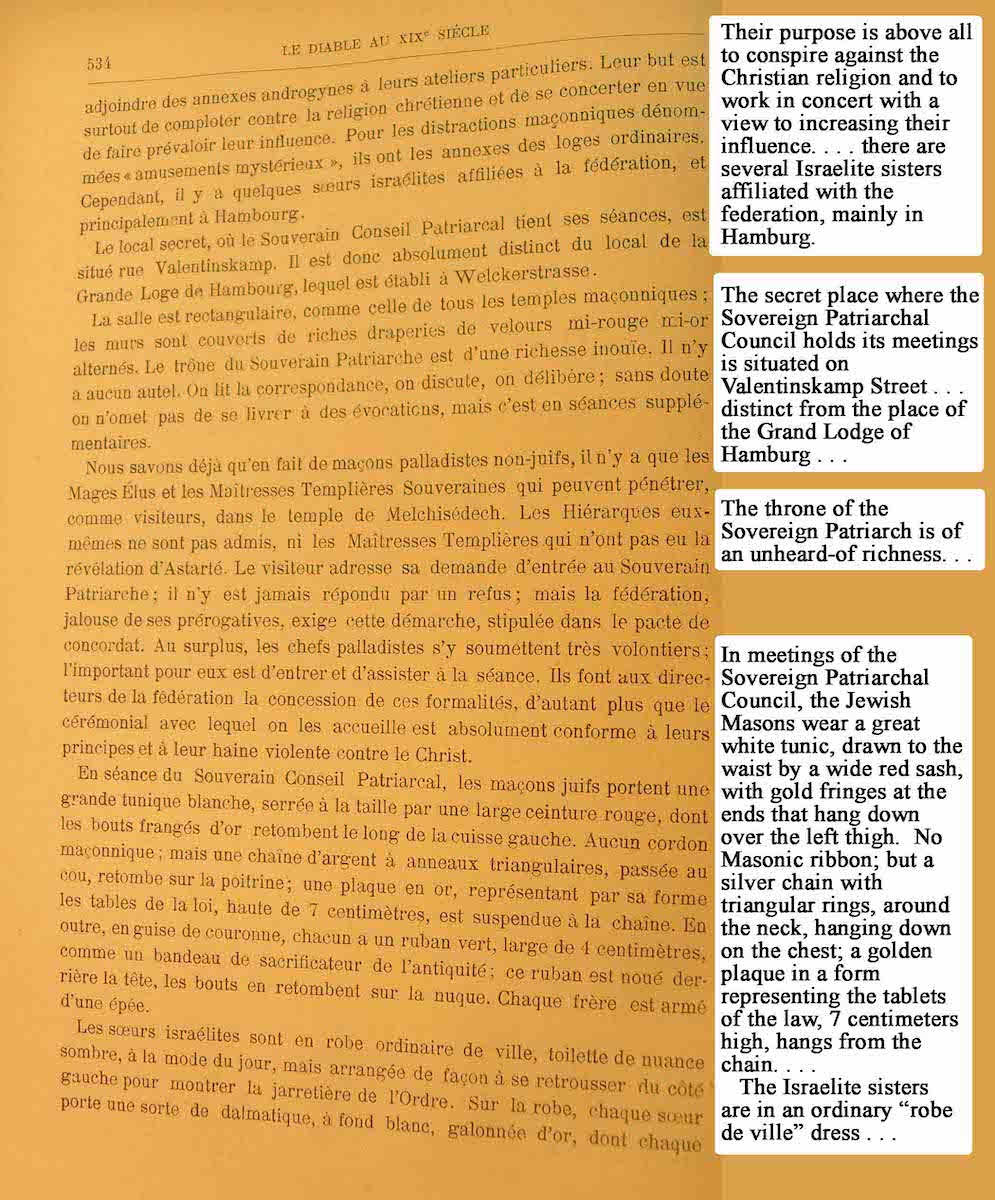 534
LE DIABLE AU XIXe SIÈCLE
adjoindre des annexes androgynes à leurs ateliers particuliers. Leur but est
surtout de comploter contre la religion chrétienne et de se concerter en vue
de faire prévaloir leur influence. Pour les distractions maçonniques dénom-
mées « amusements mystérieux », ils ont les annexes des loges ordinaires.
Cependant, il y a quelques sœurs israélites affiliées à la fédération, et
principalement à Hambourg.
Le local secret, où le Souverain Conseil Patriarcal tient ses séances, est
situé rue Valentinskamp. Il est donc absolument distinct du local de la
Grande Loge de Hambourg, lequel est établi à Welckerstrasse.
La salle est rectangulaire, comme celle de tous les temples maçonniques ;
les murs sont couverts de riches draperies de velours mi-rouge mi-or
alternés. Le trône du Souverain Patriarche est d'une richesse inouïe. Il n'y
a aucun autel. On lit la correspondance, on discute, on délibère ; sans doute
on n'omet pas de se livrer à des évocations, mais c'est en séances supplé-
mentaires.
Nous savons déjà qu'en fait de maçons palladistes non-juifs, il n'y a que les
Mages Élus et les Maîtresses Templières Souveraines qui peuvent pénétrer,
comme visiteurs, dans le temple de Melchisédech. Les Hiérarques eux-
mêmes ne sont pas admis, ni les Maîtresses Templières qui n'ont pas eu la
révélation d'Astarté. Le visiteur adresse sa demande d'entrée au Souverain
Patriarche ; il n'y est jamais répondu par un refus ; mais la fédération,
jalouse de ses prérogatives, exige cette démarche, stipulée dans le pacte de
concordat. Au surplus, les chefs palladistes s'y soumettent très volontiers ;
l'important pour eux est d'entrer et d'assister à la séance. Ils font aux direc-
teurs de la fédération la concession de ces formalités, d'autant plus que le
cérémonial avec lequel on les accueille est absolument conforme à leurs
principes et à leur haine violente contre le Christ.
En séance du Souverain Conseil Patriarcal, les maçons juifs portent une
grande tunique blanche, serrée à la taille par une large ceinture rouge, dont
les bouts frangés d'or retombent le long de la cuisse gauche. Aucun cordon
maçonnique ; mais une chaîne d'argent à anneaux triangulaires, passée au
cou, retombe sur la poitrine ; une plaque en or, représentant par sa forme
les tables de la loi, haute de 7 centimètres, est suspendue à la chaîne. En
outre, en guise de couronne, chacun a un ruban vert, large de 4 centimètres,
comme un bandeau de sacrificateur de l'antiquité ; ce ruban est noué der-
rière la tête, les bouts en retombent sur la nuque. Chaque frère est armé
d'une épée.
Les sœurs israélites sont en robe ordinaire de ville, toilette de nuance
sombre, à la mode du jour, mais arrangée de façon à se retrousser du côté
gauche pour montrer la jarretière de l'Ordre. Sur la robe, chaque sœur
porte une sorte de dalmatique, à fond blanc, galonnée d'or, dont chaque
Their purpose is above all
to conspire against the
Christian religion and to
work in concert with a
view to increasing their
influence. . . . there are
several Israelite sisters
affiliated with the
federation, mainly in
Hamburg.
The secret place where the
Sovereign Patriarchal
Council holds its meetings
is situated on
Valentinskamp Street . . .
distinct from the place of
the Grand Lodge of
Hamburg . . .
The throne of the
Sovereign Patriarch is of
an unheard-of richness. . .
In meetings of the
Sovereign Patriarchal
Council, the Jewish
Masons wear a great
white tunic, drawn to the
waist by a wide red sash,
with gold fringes at the
ends that hang down
over the left thigh. No
Masonic ribbon; but a
silver chain with
triangular rings, around
the neck, hanging down
on the chest; a golden
plaque in a form
representing the tablets
of the law, 7 centimeters
high, hangs from the
chain. . . .
The Israelite sisters
are in an ordinary “robe
de ville” dress . . .